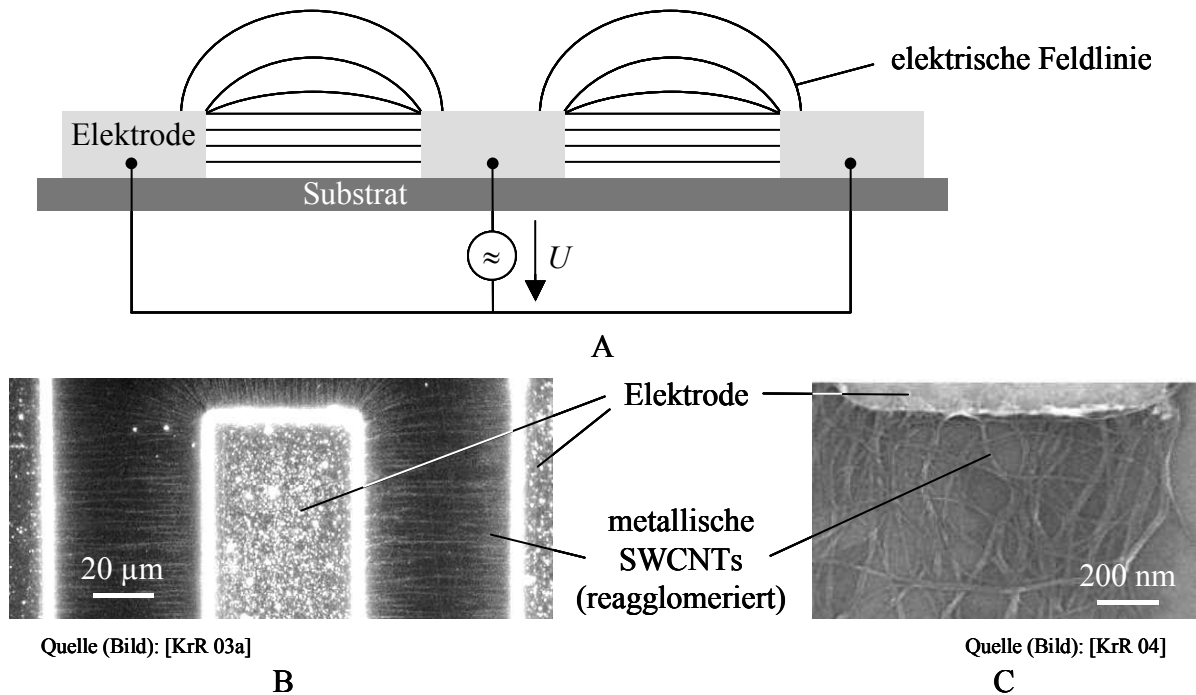 elektrische Feldlinie
Elektrode
Substrat
≈
U
A
Elektrode
metallische
SWCNTs
(reagglomeriert)
20 µm
200 nm
Quelle (Bild): [KrR 03a]
Quelle (Bild): [KrR 04]
B
C